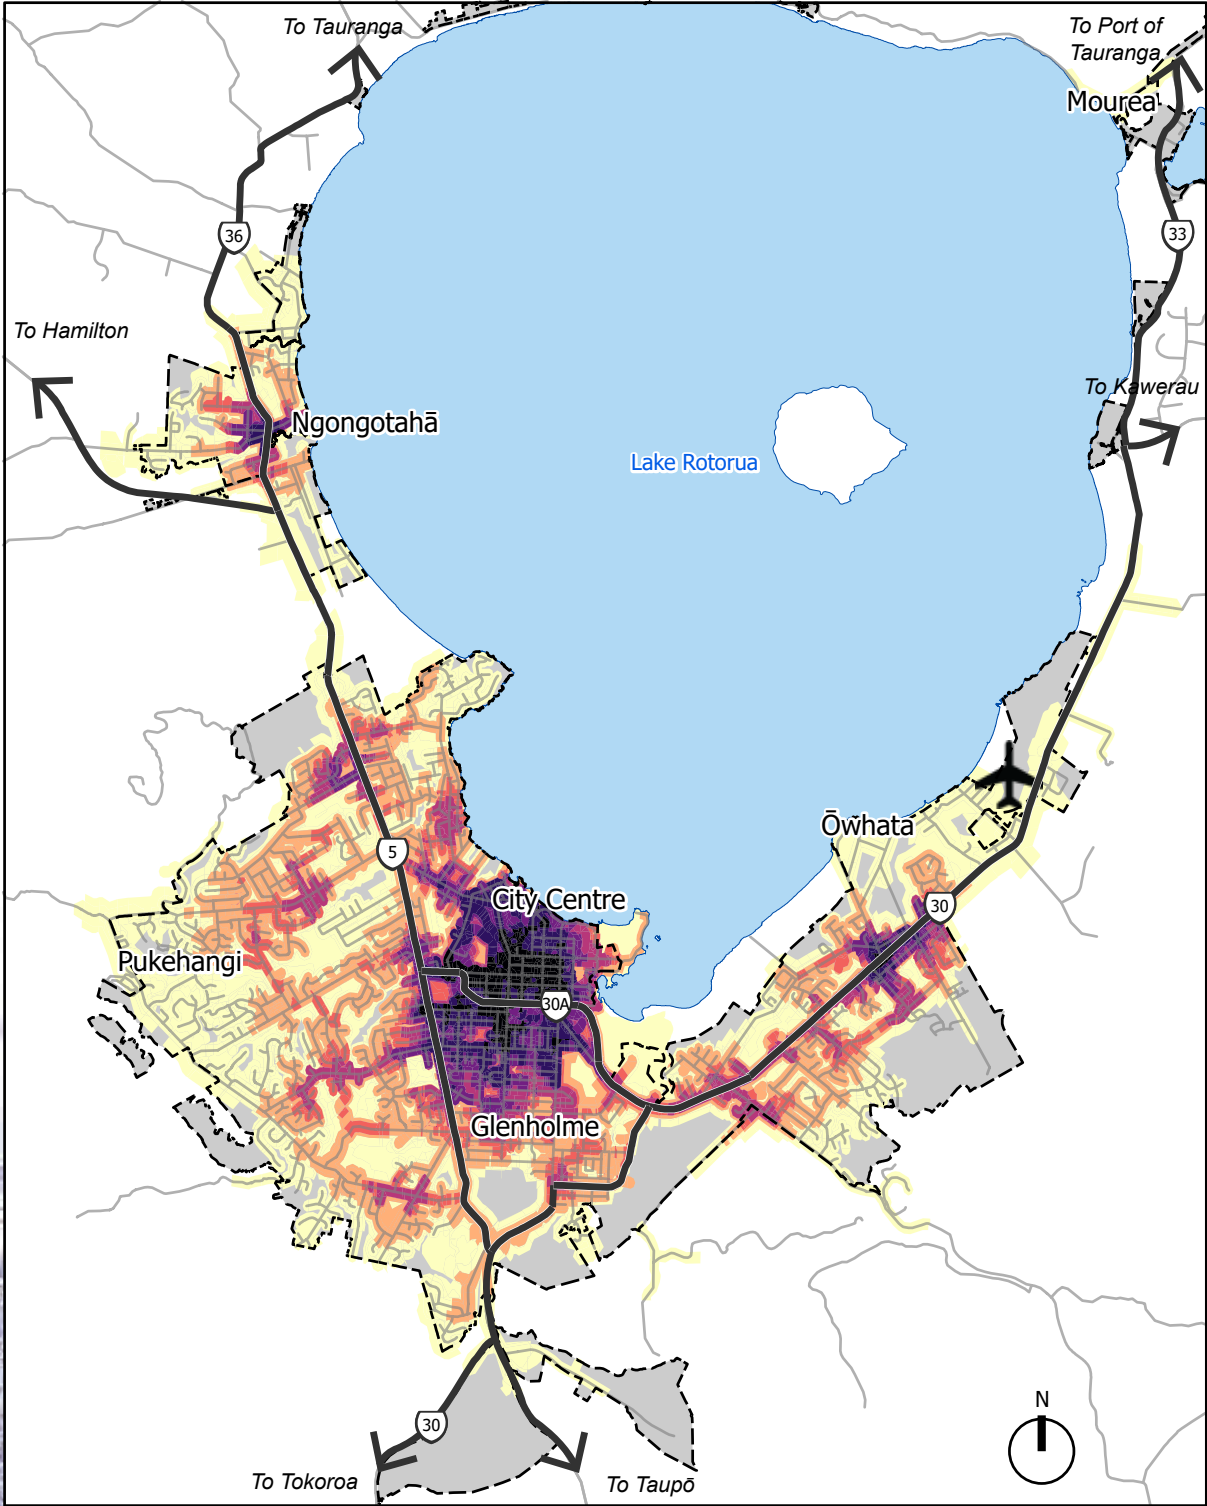 To Tauranga
To Port of
Tauranga
Mourea
36
33
To Hamilton
To Kawerau
Ngongotahā
Lake Rotorua
Ōwhata
5
City Centre
30
Pukehangi
30A
Glenholme
N
30
To Tokoroa
To Taupō